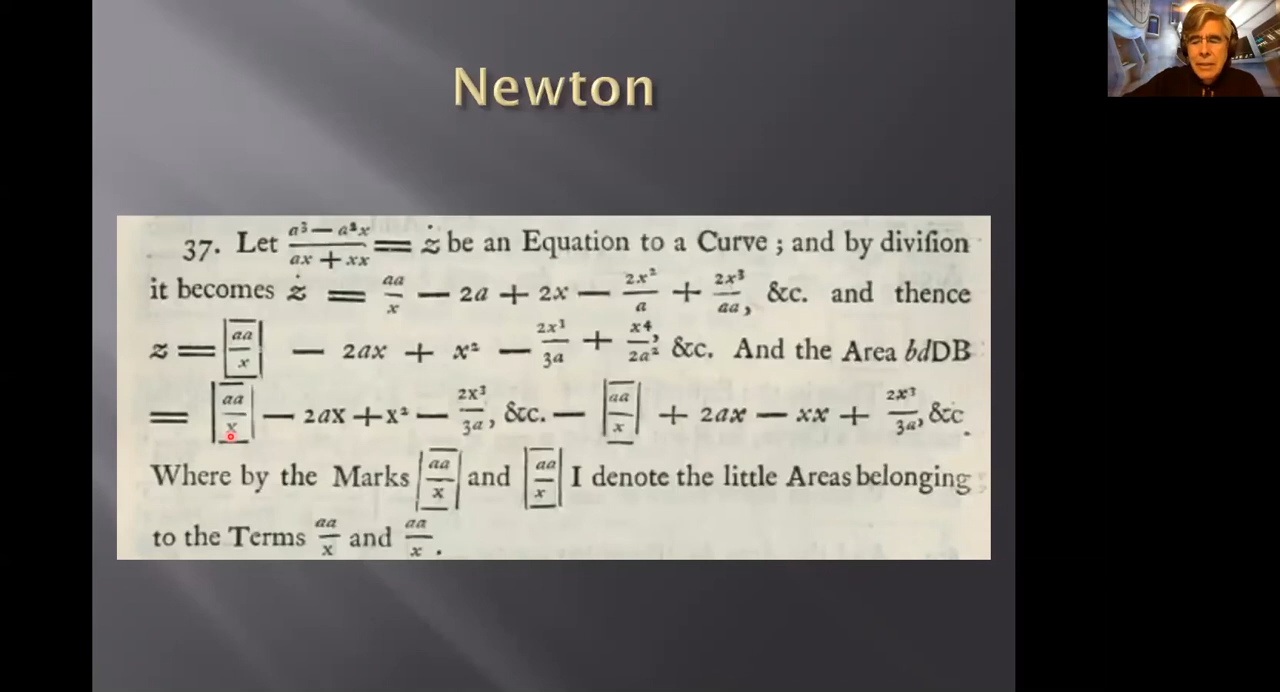 Newton
37. Let (a³ — a²x)/(ax + xx) = ż be an Equation to a Curve ; and by diviſion
it becomes ż = aa/x — 2a + 2x — 2x²/a + 2x³/aa, &c. and thence
z = |aa/x| — 2ax + x² — 2x³/3a + x⁴/2a², &c. And the Area bdDB
= |aa/x| — 2ax + x² — 2x³/3a, &c. — |aa/x| + 2ax — xx + 2x³/3a, &c.
Where by the Marks |aa/x| and |aa/x| I denote the little Areas belonging
to the Terms aa/x and aa/x.